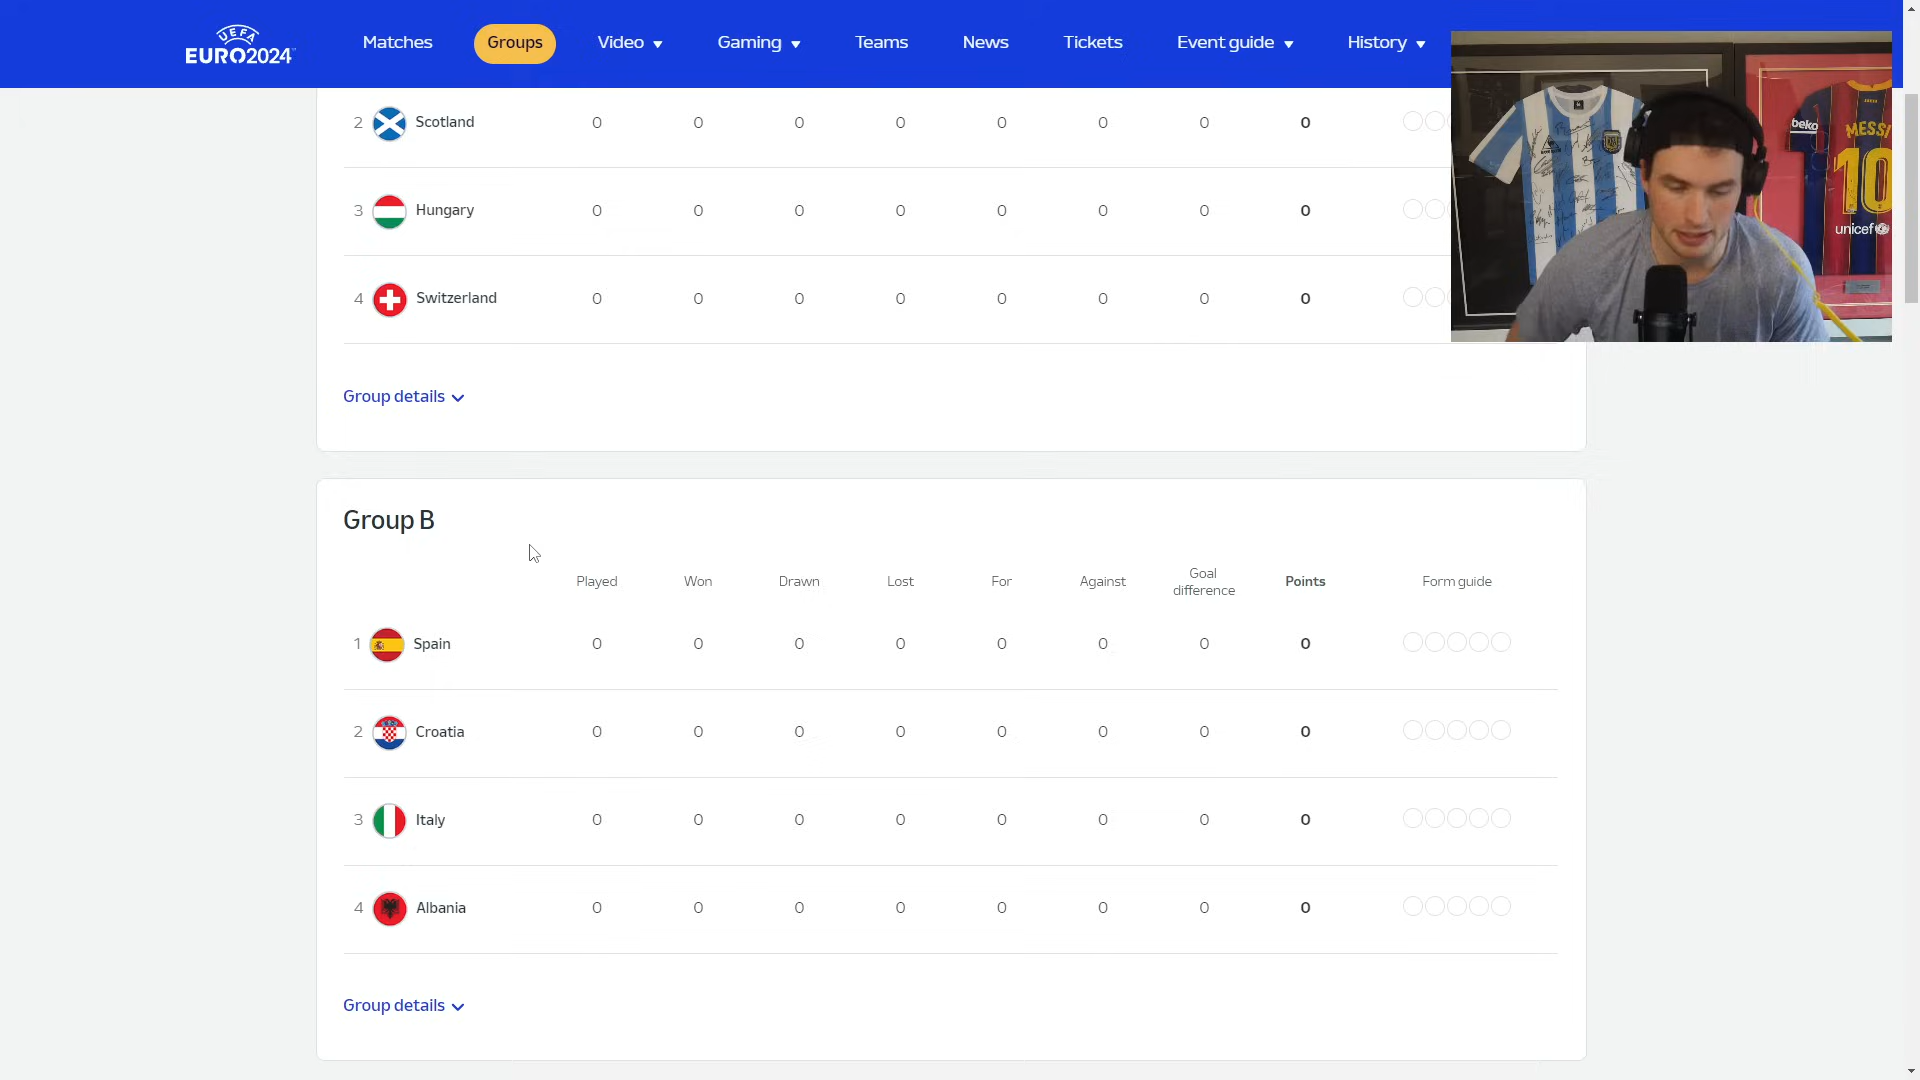 UEFA
EURO2024
Matches
Groups
Video
Gaming
Teams
News
Tickets
Event guide
History
2 Scotland 0 0 0 0 0 0 0 0
3 Hungary 0 0 0 0 0 0 0 0
4 Switzerland 0 0 0 0 0 0 0 0
Group details
beko
MESSI
10
unicef
Group B
Played Won Drawn Lost For Against Goal difference Points Form guide
1 Spain 0 0 0 0 0 0 0 0
2 Croatia 0 0 0 0 0 0 0 0
3 Italy 0 0 0 0 0 0 0 0
4 Albania 0 0 0 0 0 0 0 0
Group details